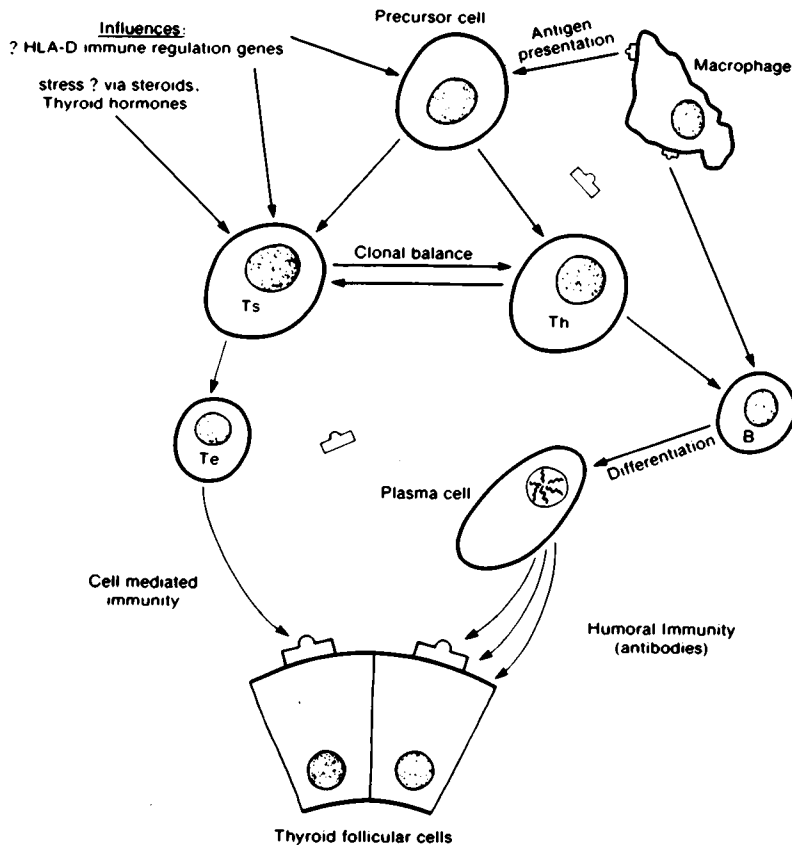 Influences:
? HLA-D immune regulation genes
stress ? via steroids.
Thyroid hormones
Precursor cell
Antigen
presentation
Macrophage
Clonal balance
Ts
Th
Te
B
Differentiation
Plasma cell
Cell mediated
immunity
Humoral Immunity
(antibodies)
Thyroid follicular cells